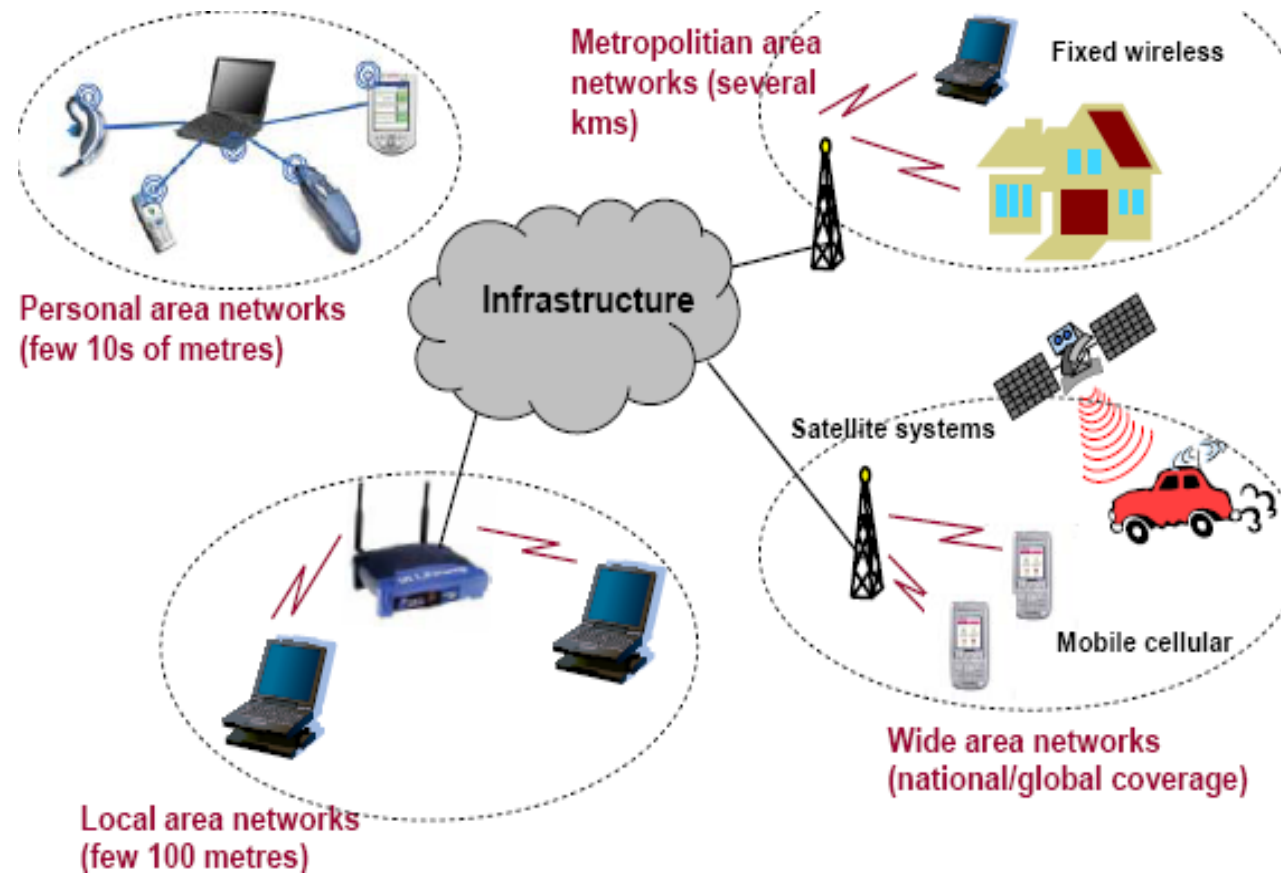 Metropolitian area
networks (several
kms)
Fixed wireless
Personal area networks
(few 10s of metres)
Infrastructure
Satellite systems
Mobile cellular
Wide area networks
(national/global coverage)
Local area networks
(few 100 metres)